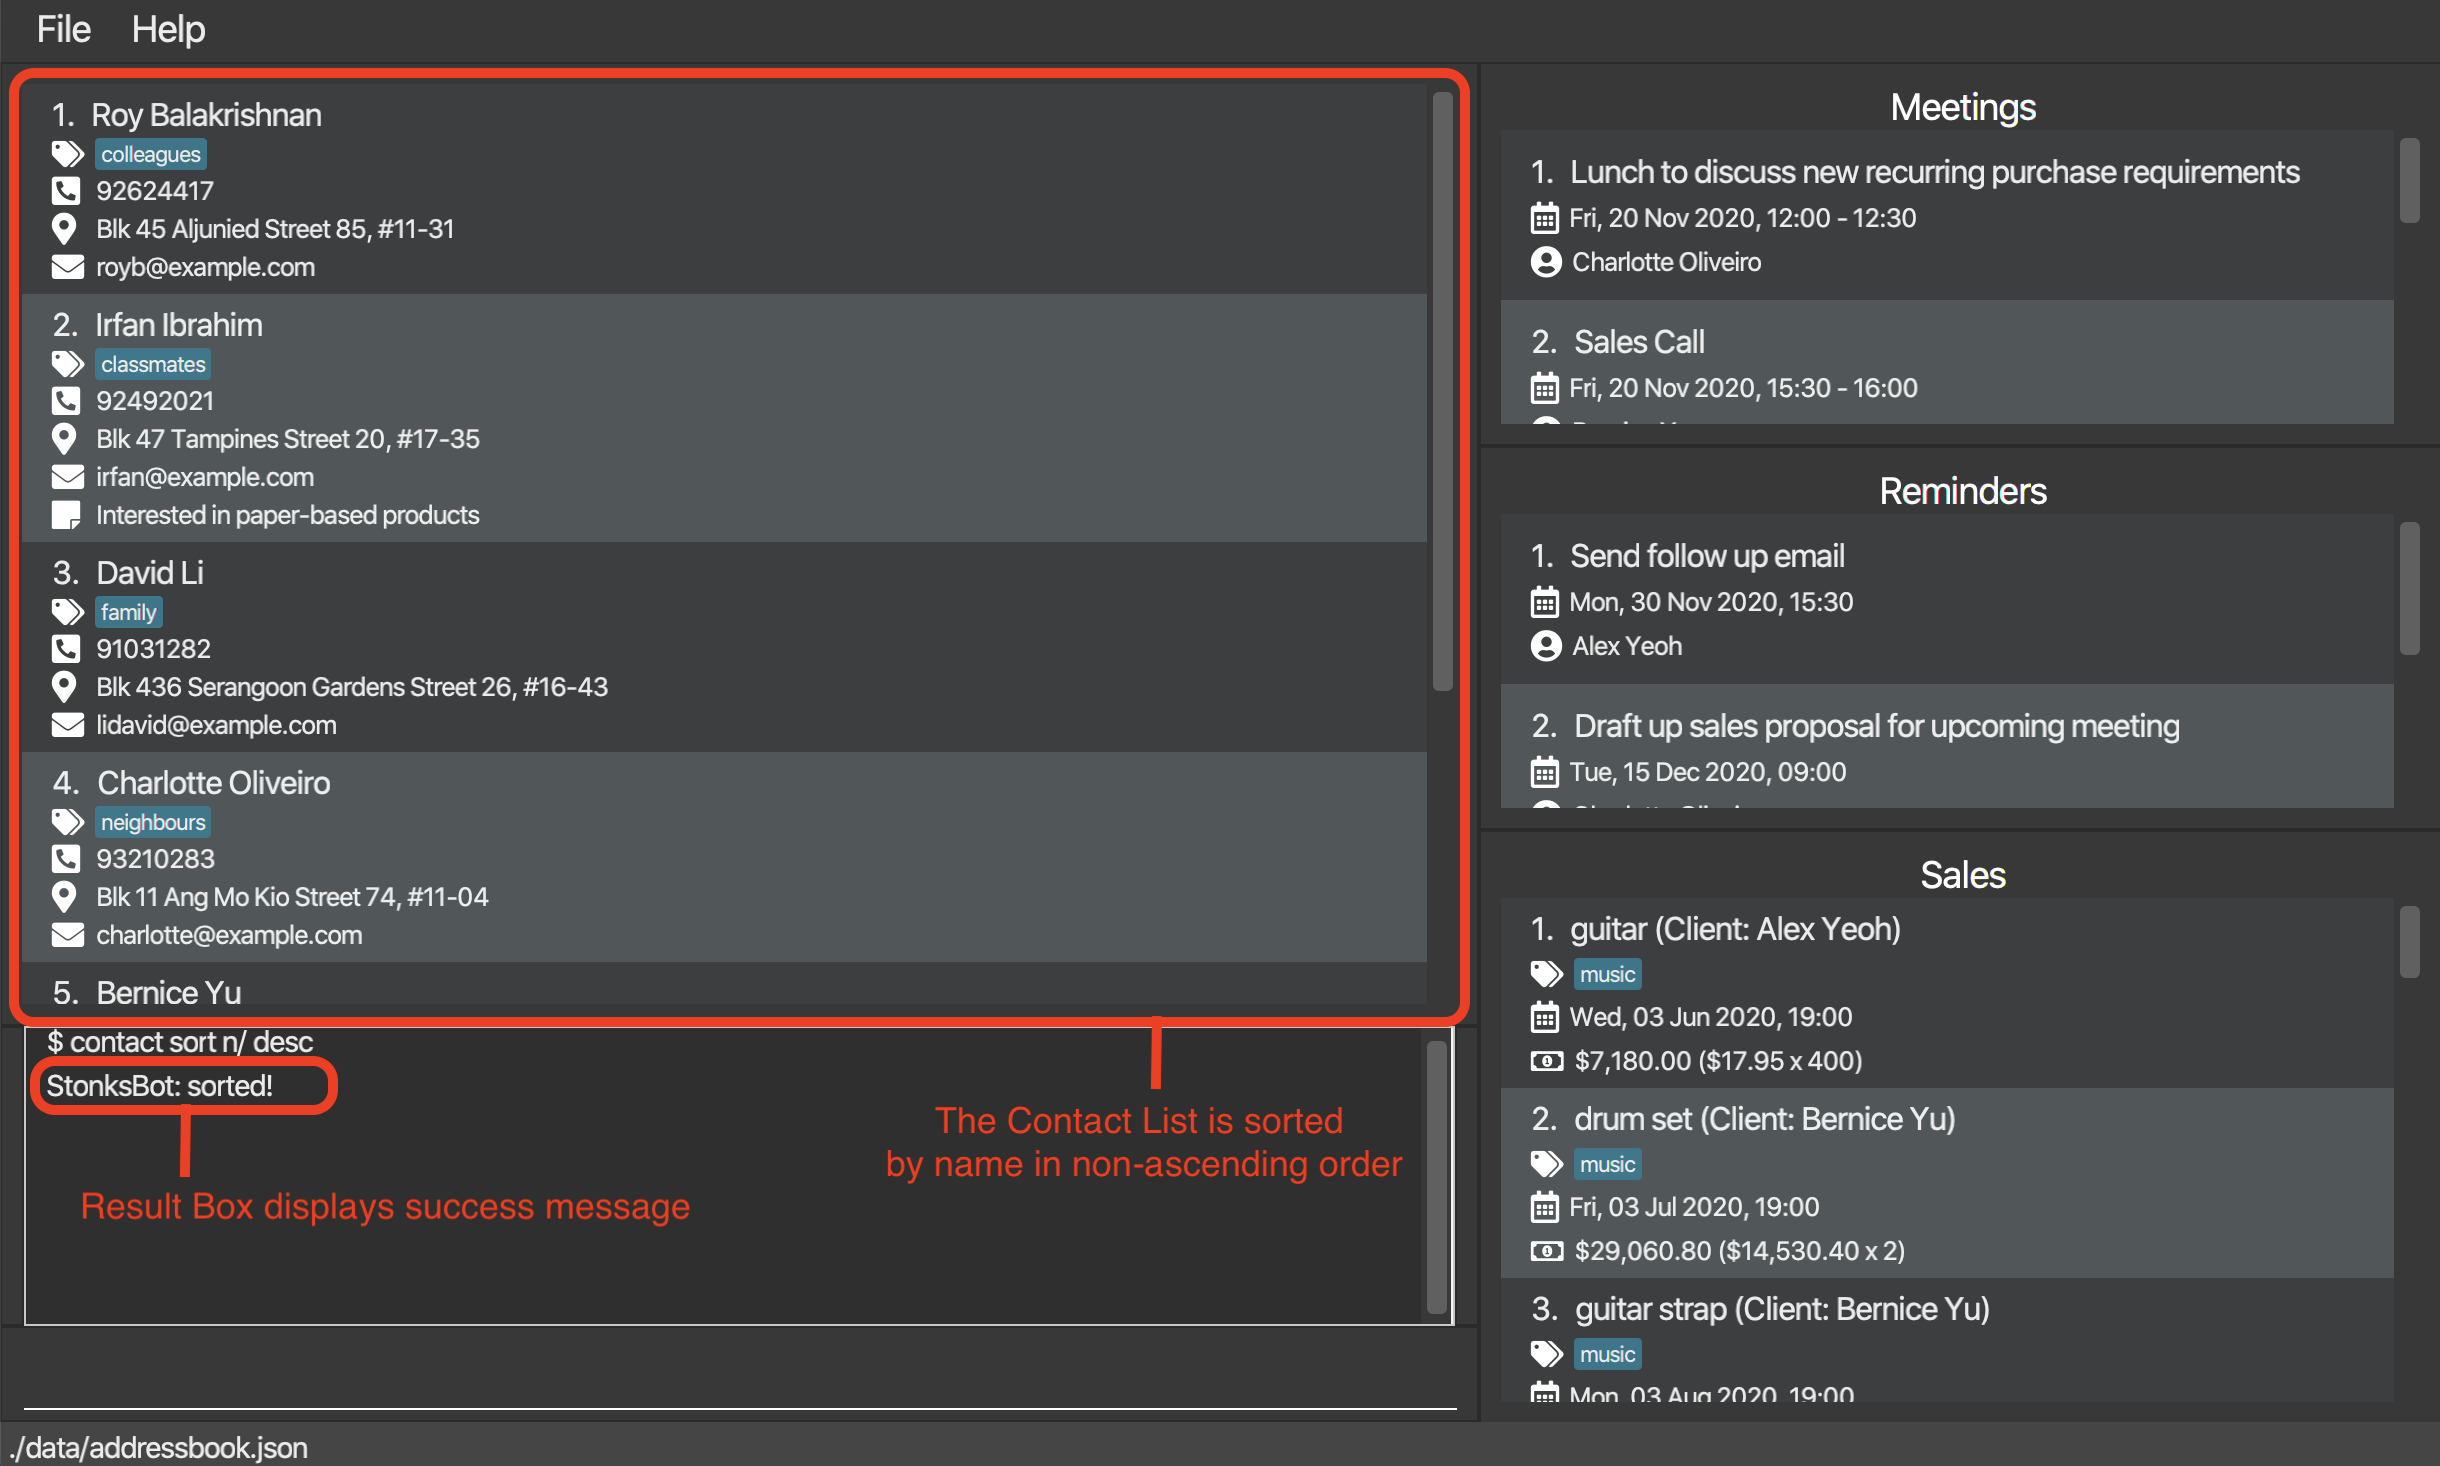 File Help
1. Roy Balakrishnan
colleagues
92624417
Blk 45 Aljunied Street 85, #11-31
royb@example.com
2. Irfan Ibrahim
classmates
92492021
Blk 47 Tampines Street 20, #17-35
irfan@example.com
Interested in paper-based products
3. David Li
family
91031282
Blk 436 Serangoon Gardens Street 26, #16-43
lidavid@example.com
4. Charlotte Oliveiro
neighbours
93210283
Blk 11 Ang Mo Kio Street 74, #11-04
charlotte@example.com
5. Bernice Yu
$ contact sort n/ desc
StonksBot: sorted!
The Contact List is sorted
by name in non-ascending order
Result Box displays success message
Meetings
1. Lunch to discuss new recurring purchase requirements
Fri, 20 Nov 2020, 12:00 - 12:30
Charlotte Oliveiro
2. Sales Call
Fri, 20 Nov 2020, 15:30 - 16:00
Reminders
1. Send follow up email
Mon, 30 Nov 2020, 15:30
Alex Yeoh
2. Draft up sales proposal for upcoming meeting
Tue, 15 Dec 2020, 09:00
Sales
1. guitar (Client: Alex Yeoh)
music
Wed, 03 Jun 2020, 19:00
$7,180.00 ($17.95 x 400)
2. drum set (Client: Bernice Yu)
music
Fri, 03 Jul 2020, 19:00
$29,060.80 ($14,530.40 x 2)
3. guitar strap (Client: Bernice Yu)
music
Mon, 03 Aug 2020, 19:00
./data/addressbook.json